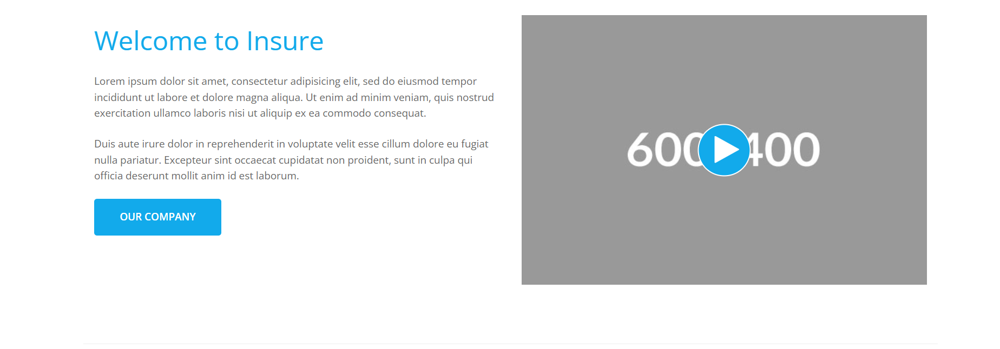 Welcome to Insure
Lorem ipsum dolor sit amet, consectetur adipisicing elit, sed do eiusmod tempor
incididunt ut labore et dolore magna aliqua. Ut enim ad minim veniam, quis nostrud
exercitation ullamco laboris nisi ut aliquip ex ea commodo consequat.
Duis aute irure dolor in reprehenderit in voluptate velit esse cillum dolore eu fugiat
nulla pariatur. Excepteur sint occaecat cupidatat non proident, sunt in culpa qui
officia deserunt mollit anim id est laborum.
OUR COMPANY
600 400